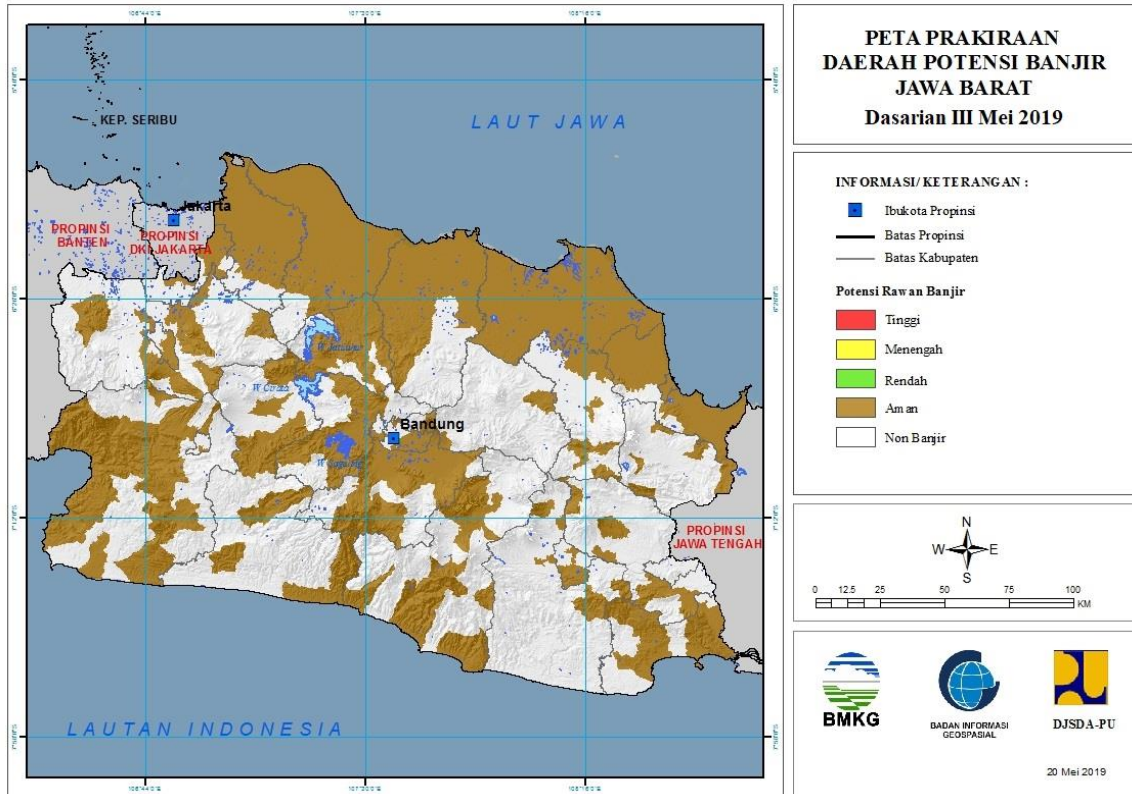 PETA PRAKIRAAN
DAERAH POTENSI BANJIR
JAWA BARAT
Dasarian III Mei 2019
INFORMASI/ KETERANGAN :
Ibukota Propinsi
Batas Propinsi
Batas Kabupaten
Potensi Rawan Banjir
Tinggi
Menengah
Rendah
Aman
Non Banjir
N
W E
S
0 12.5 25 50 75 100
KM
BMKG
BADAN INFORMASI
GEOSPASIAL
DJSDA-PU
20 Mei 2019
KEP. SERIBU
LAUT JAWA
Jakarta
PROPINSI
BANTEN
PROPINSI
DKI JAKARTA
W
W
Bandung
W
PROPINSI
JAWA TENGAH
LAUTAN INDONESIA